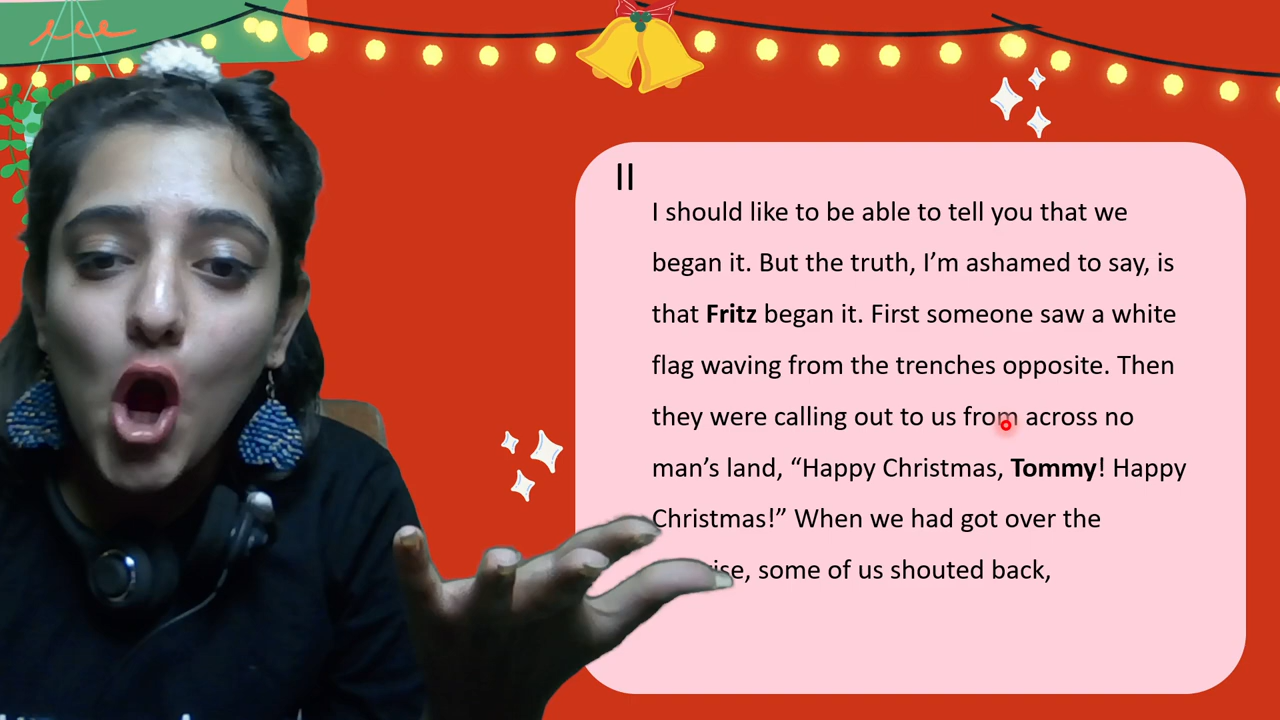 II
I should like to be able to tell you that we
began it. But the truth, I’m ashamed to say, is
that Fritz began it. First someone saw a white
flag waving from the trenches opposite. Then
they were calling out to us from across no
man’s land, “Happy Christmas, Tommy! Happy
Christmas!” When we had got over the
some of us shouted back,